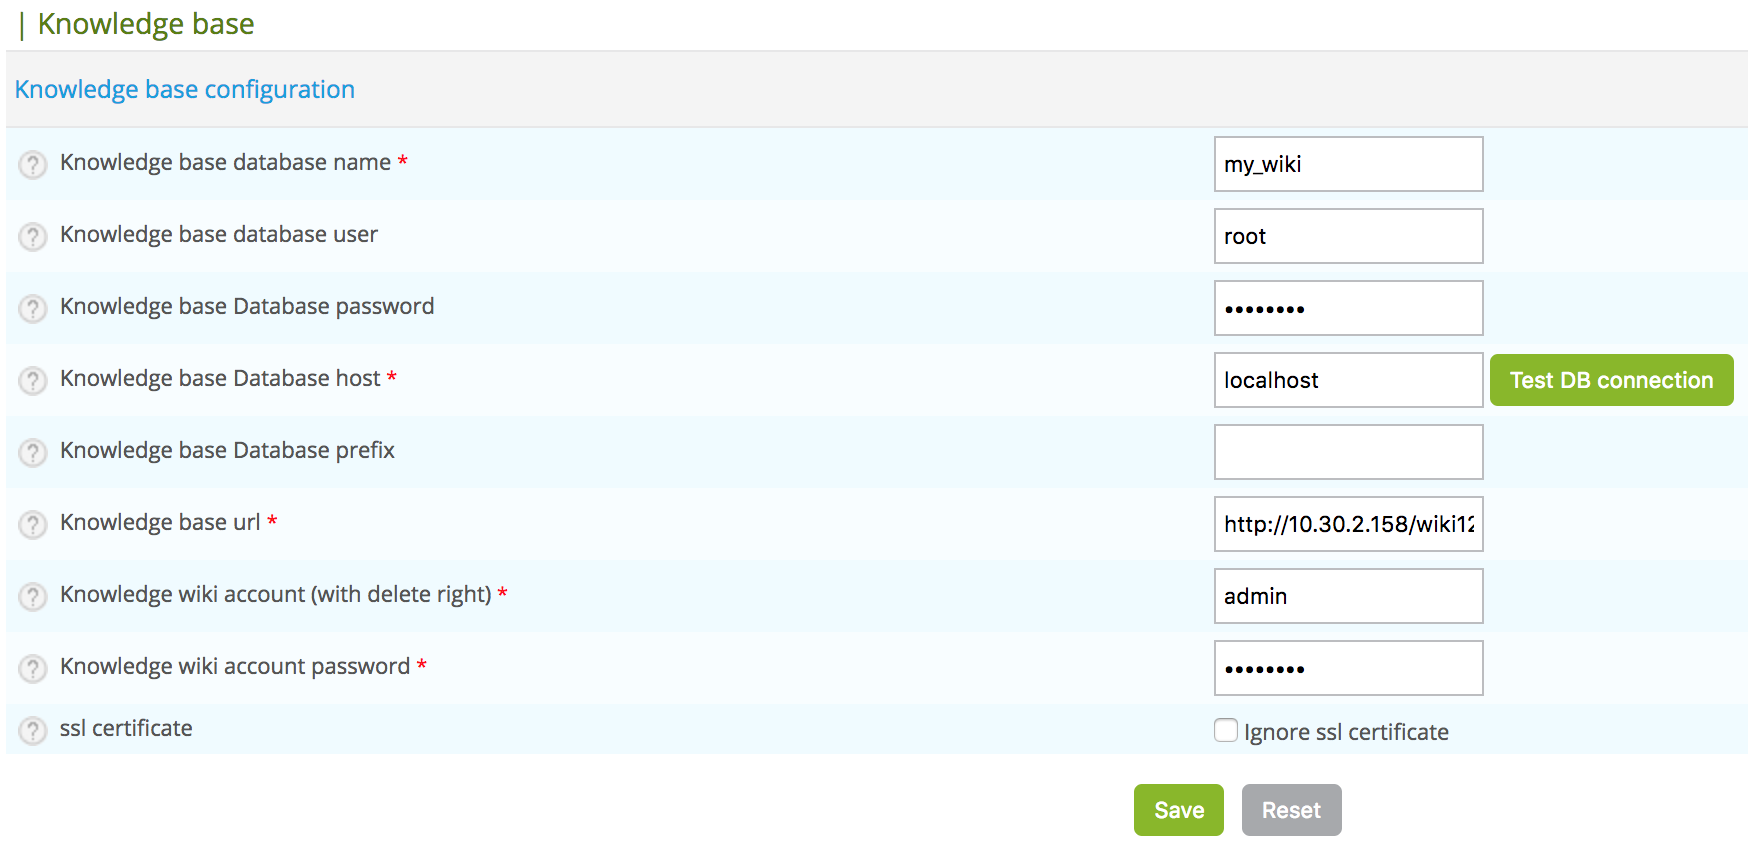 | Knowledge base
Knowledge base configuration
? Knowledge base database name * my_wiki
? Knowledge base database user root
? Knowledge base Database password ••••••••
? Knowledge base Database host * localhost Test DB connection
? Knowledge base Database prefix
? Knowledge base url * http://10.30.2.158/wiki12
? Knowledge wiki account (with delete right) * admin
? Knowledge wiki account password * ••••••••
? ssl certificate Ignore ssl certificate
Save Reset